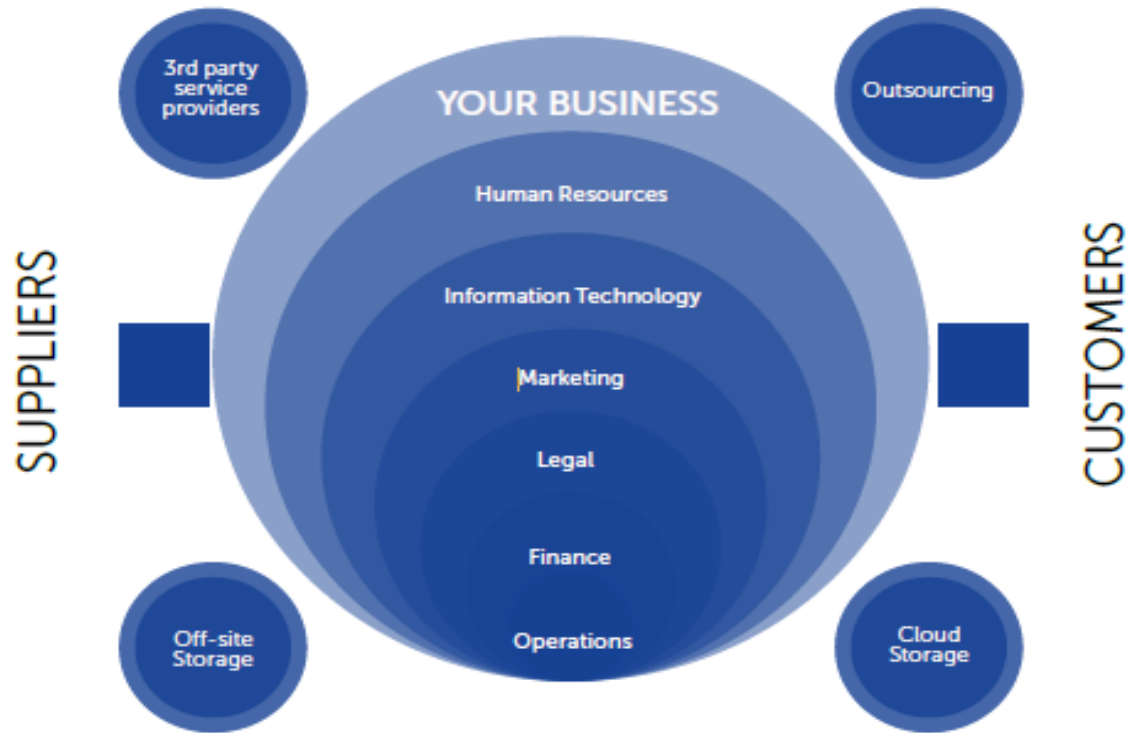 3rd party
service
providers
YOUR BUSINESS
Outsourcing
Human Resources
SUPPLIERS
Information Technology
CUSTOMERS
Marketing
Legal
Finance
Operations
Off-site
Storage
Cloud
Storage